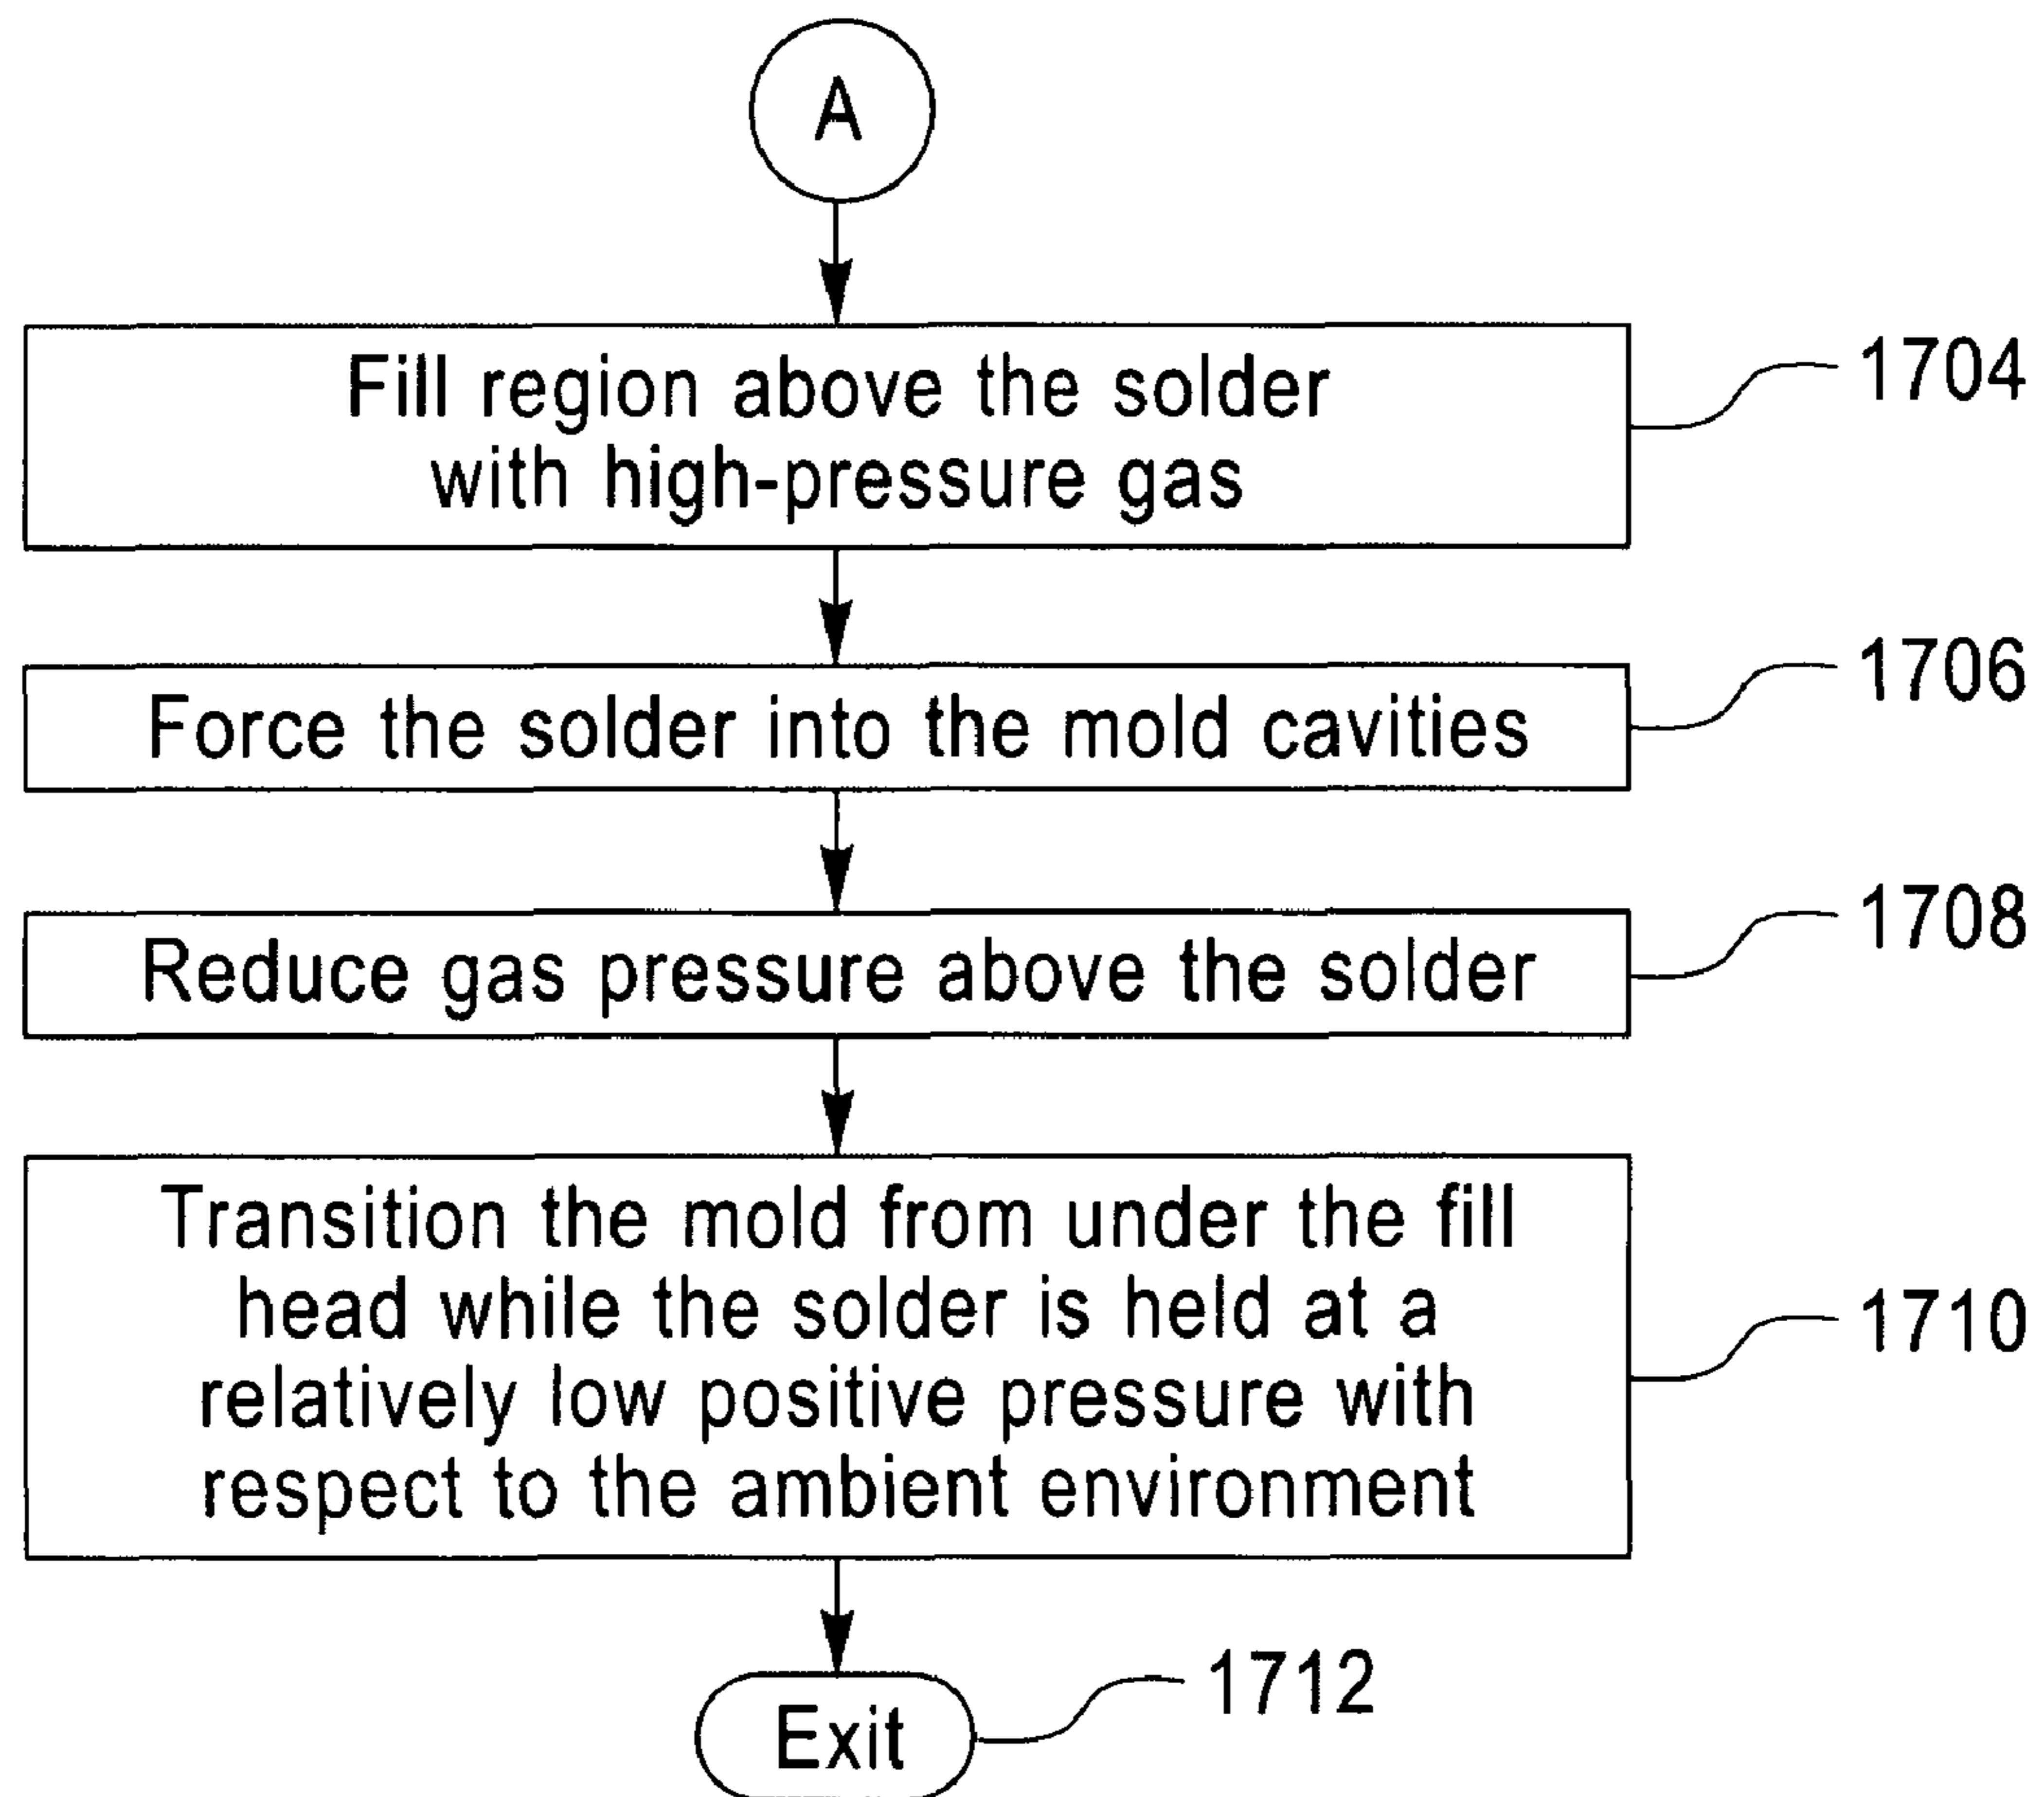 A
Fill region above the solder
with high-pressure gas
1704
Force the solder into the mold cavities
1706
Reduce gas pressure above the solder
1708
Transition the mold from under the fill
head while the solder is held at a
relatively low positive pressure with
respect to the ambient environment
1710
Exit
1712